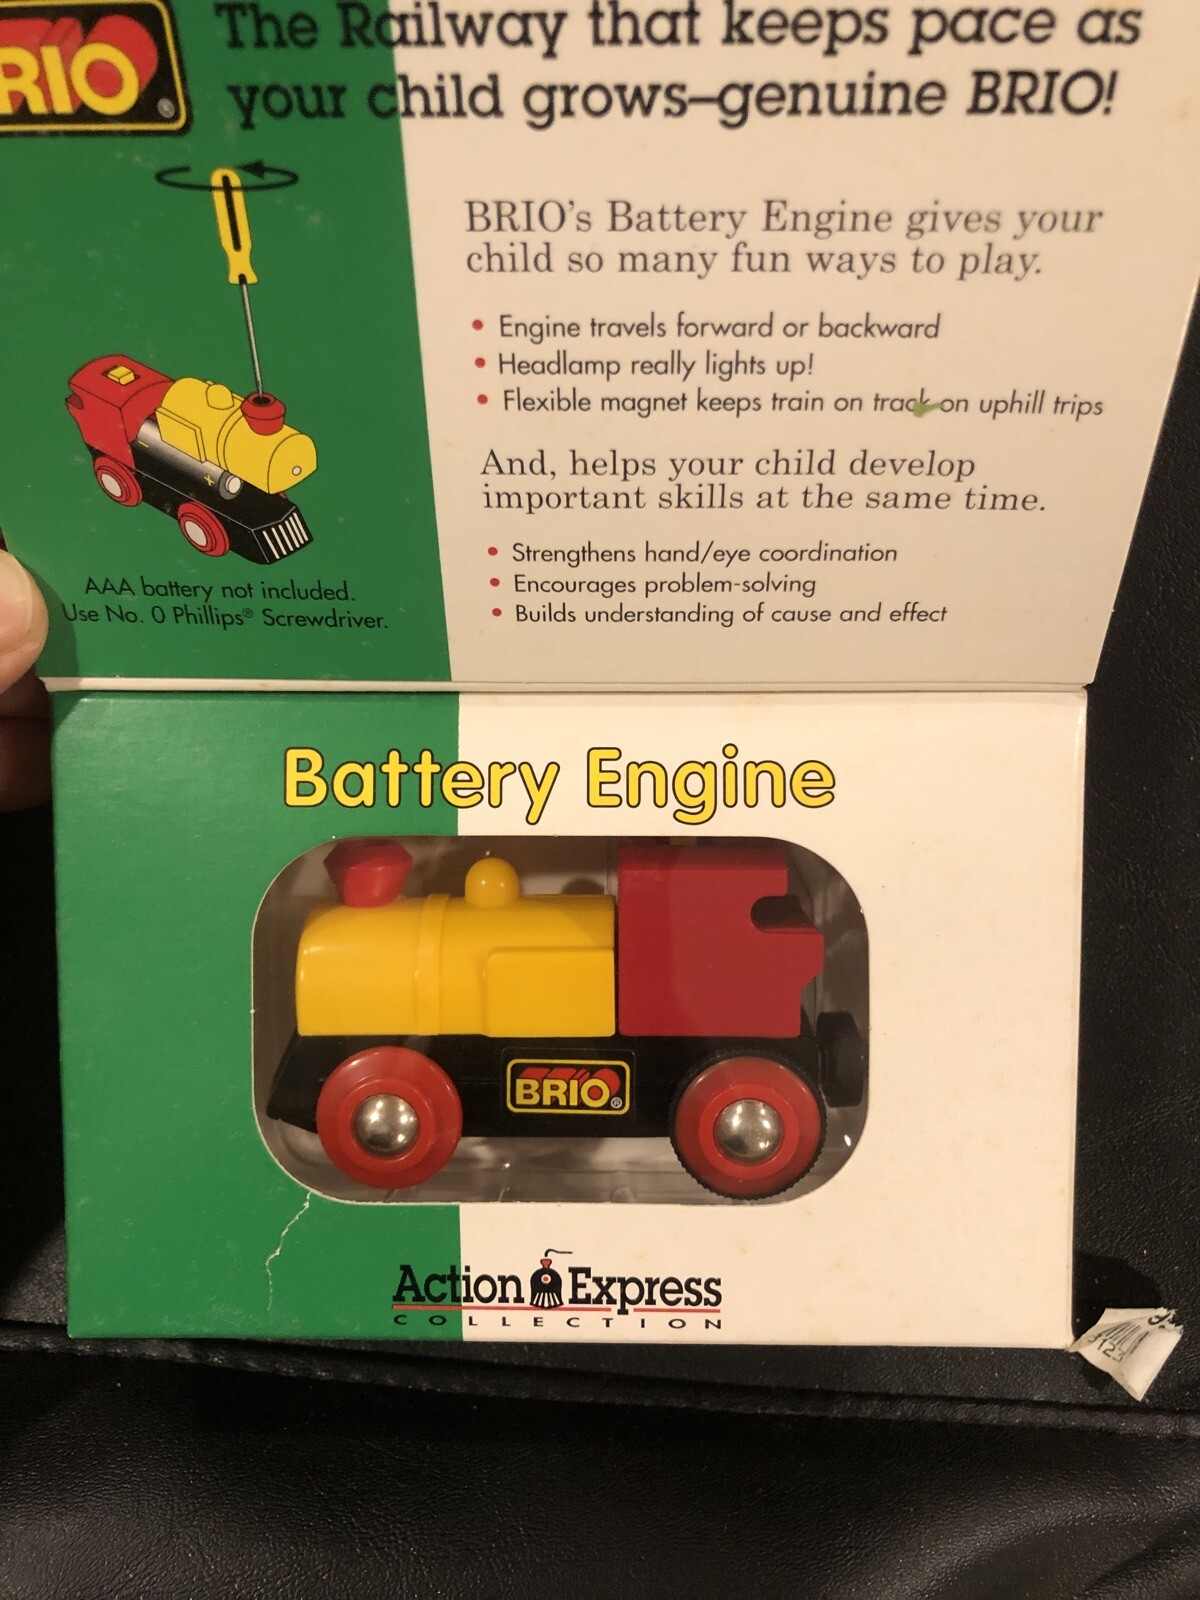 The Railway that keeps pace as
RIO®
your child grows–genuine BRIO!
BRIO's Battery Engine gives your
child so many fun ways to play.
• Engine travels forward or backward
• Headlamp really lights up!
• Flexible magnet keeps train on track on uphill trips
And, helps your child develop
important skills at the same time.
• Strengthens hand/eye coordination
• Encourages problem-solving
• Builds understanding of cause and effect
AAA battery not included.
Use No. 0 Phillips® Screwdriver.
Battery Engine
BRIO®
Action Express
COLLECTION